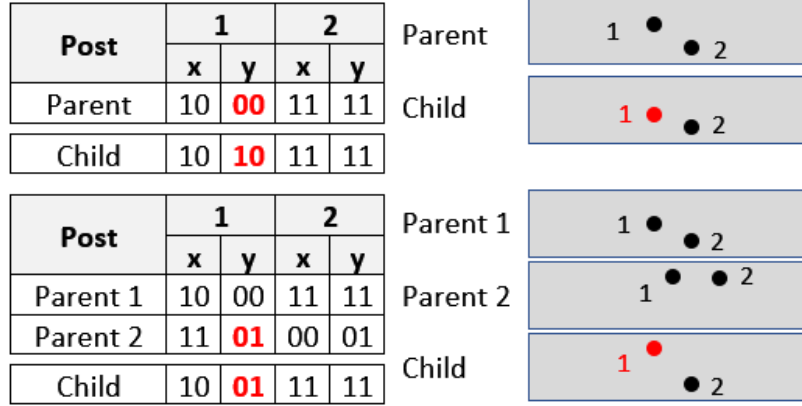 Post 1 2
x y x y
Parent 10 00 11 11
Child 10 10 11 11
Parent 1 2
Child 1 2
Post 1 2
x y x y
Parent 1 10 00 11 11
Parent 2 11 01 00 01
Child 10 01 11 11
Parent 1 1 2
Parent 2 1 2
Child 1 2